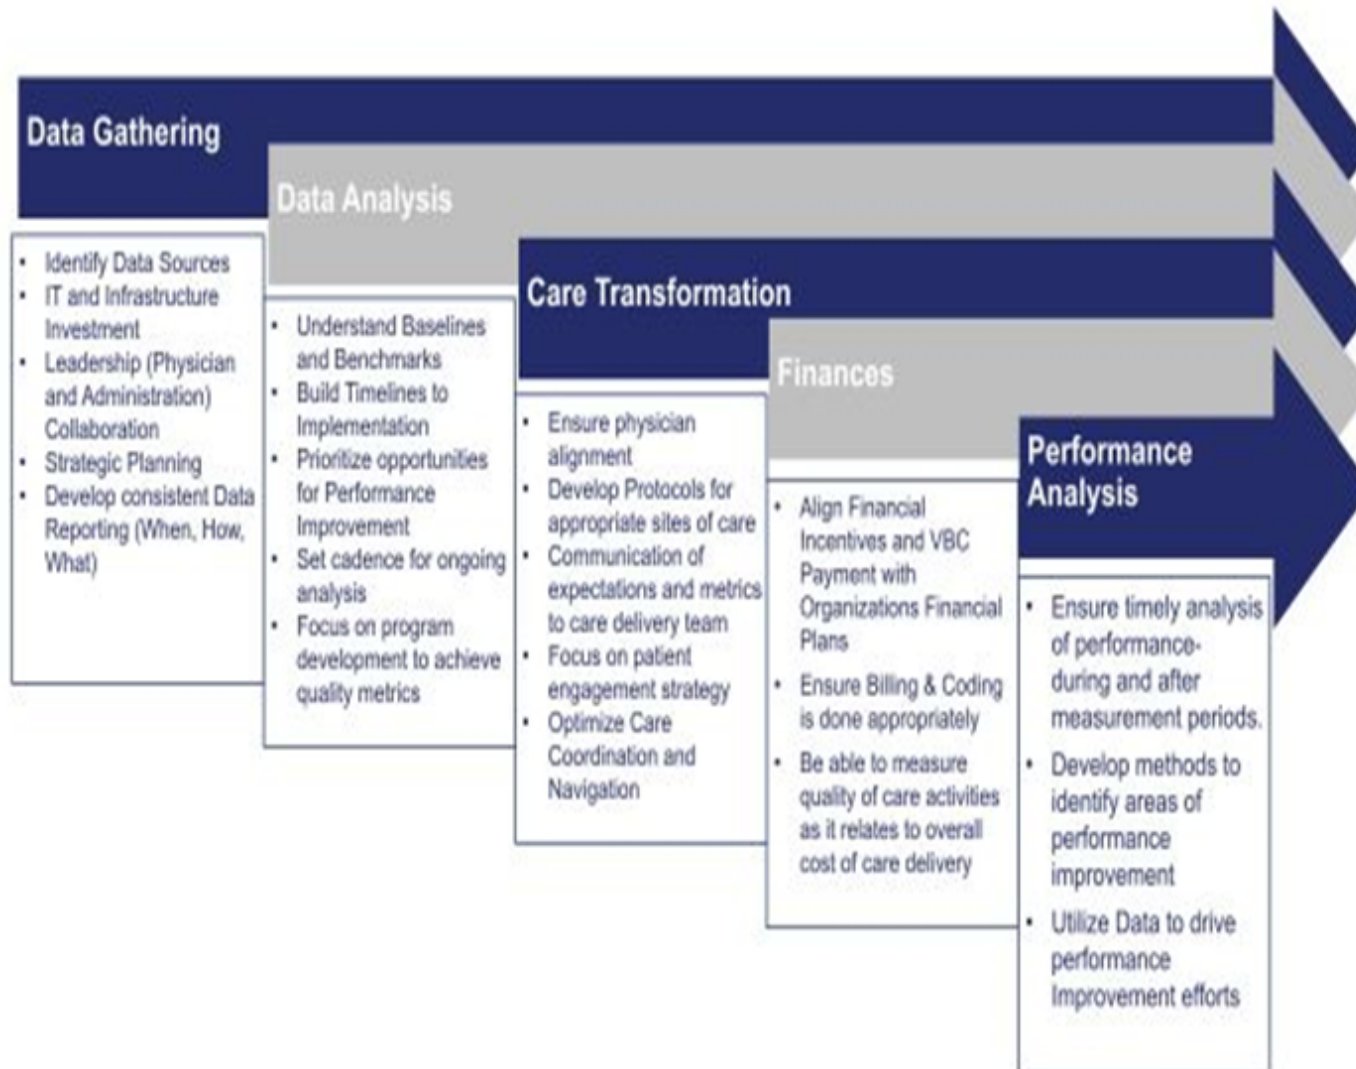 Data Gathering
• Identify Data Sources
• IT and Infrastructure
Investment
• Leadership (Physician
and Administration)
Collaboration
• Strategic Planning
• Develop consistent Data
Reporting (When, How,
What)
Data Analysis
• Understand Baselines
and Benchmarks
• Build Timelines to
Implementation
• Prioritize opportunities
for Performance
Improvement
• Set cadence for ongoing
analysis
• Focus on program
development to achieve
quality metrics
Care Transformation
• Ensure physician
alignment
• Develop Protocols for
appropriate sites of care
• Communication of
expectations and metrics
to care delivery team
• Focus on patient
engagement strategy
• Optimize Care
Coordination and
Navigation
Finances
• Align Financial
Incentives and VBC
Payment with
Organizations Financial
Plans
• Ensure Billing & Coding
is done appropriately
• Be able to measure
quality of care activities
as it relates to overall
cost of care delivery
Performance
Analysis
• Ensure timely analysis
of performance-
during and after
measurement periods.
• Develop methods to
identify areas of
performance
improvement
• Utilize Data to drive
performance
Improvement efforts